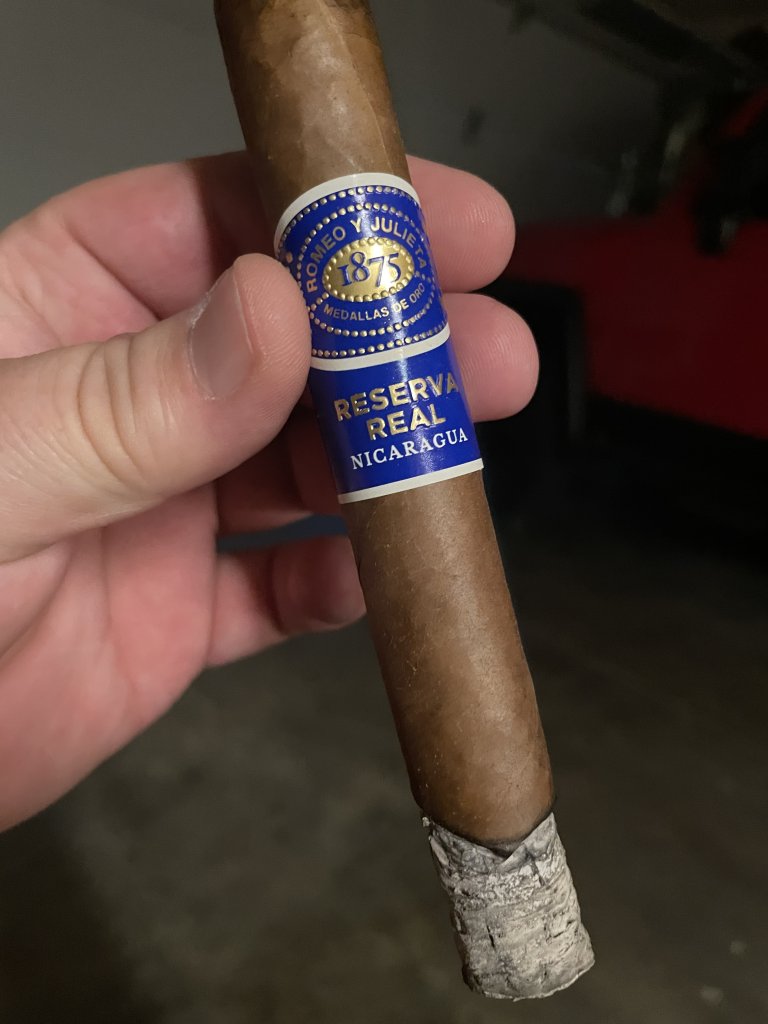 ROMEO Y JULIETA
1875
MEDALLAS DE ORO
RESERVA
REAL
NICARAGUA